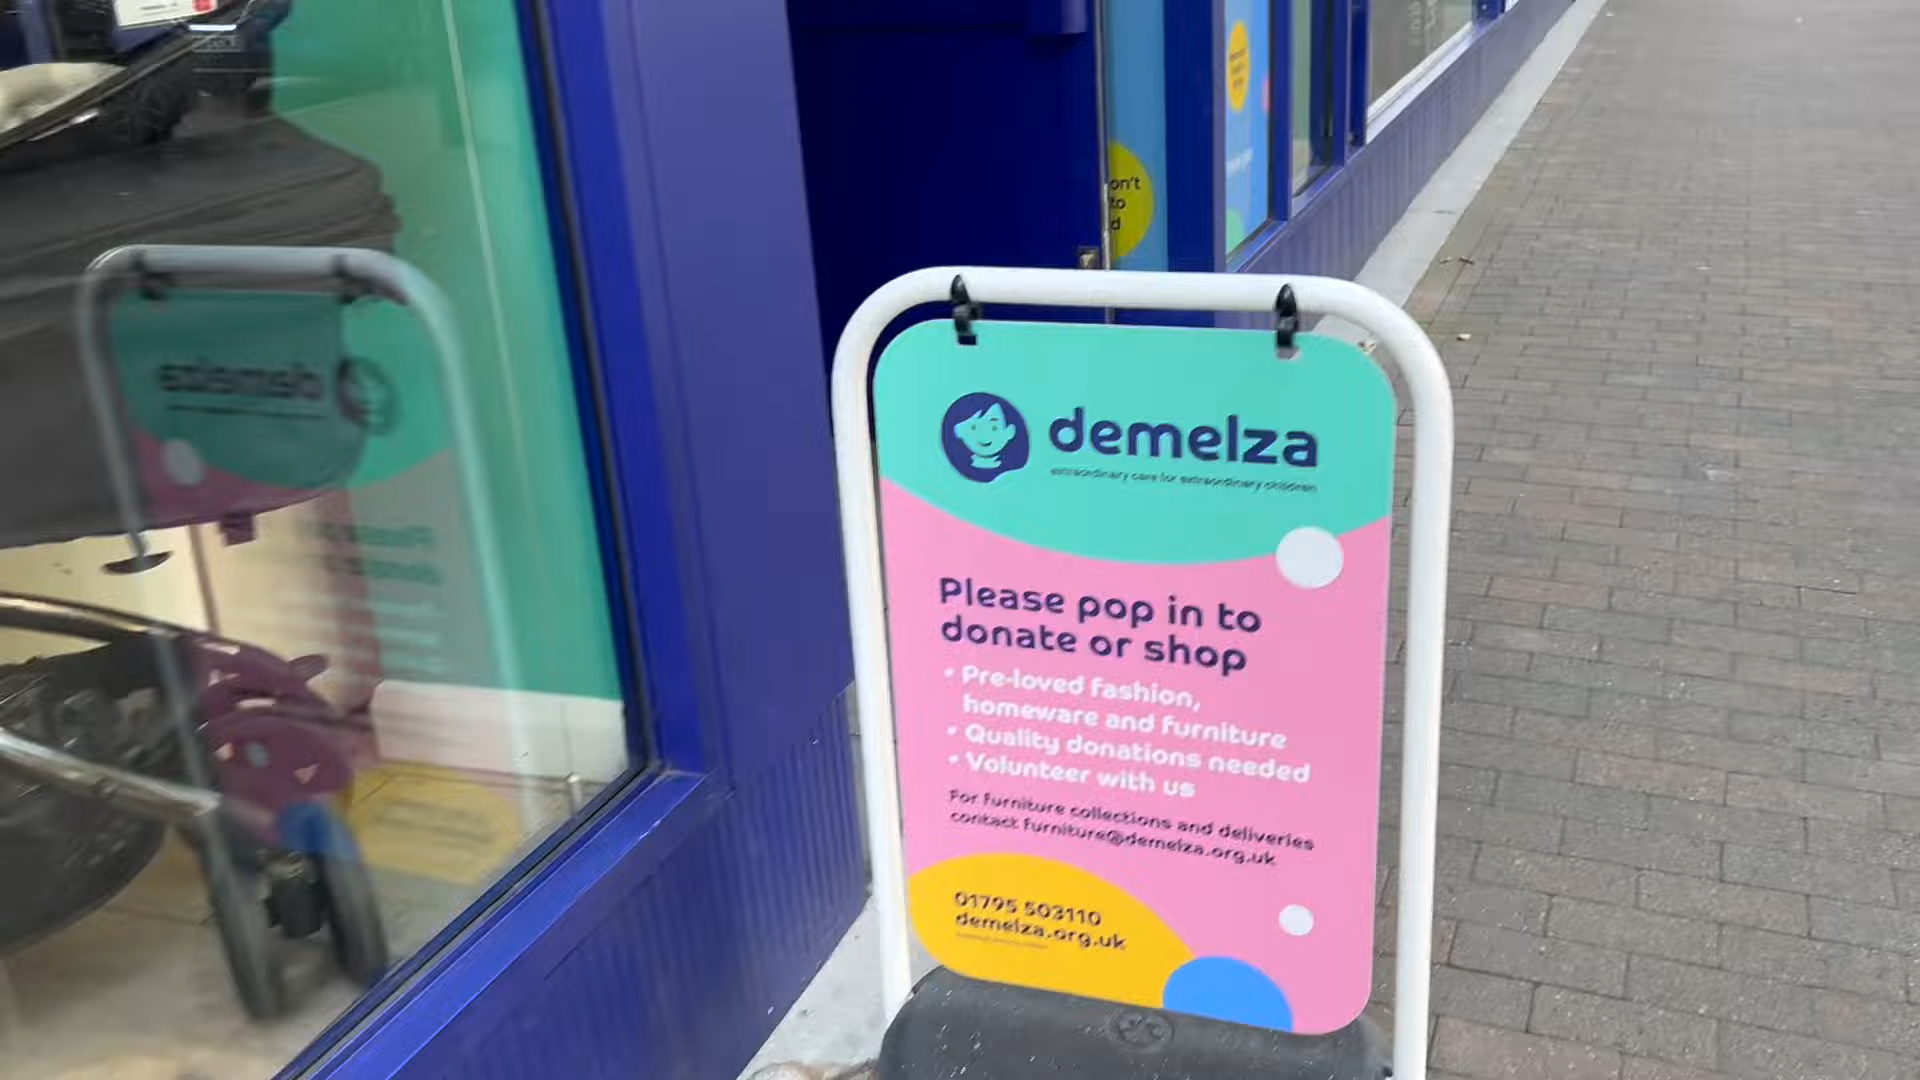 demelza
extraordinary care for extraordinary children
Please pop in to
donate or shop
• Pre-loved fashion,
homeware and furniture
• Quality donations needed
• Volunteer with us
For furniture collections and deliveries
contact furniture@demelza.org.uk
01795 503110
demelza.org.uk
on't
to
d